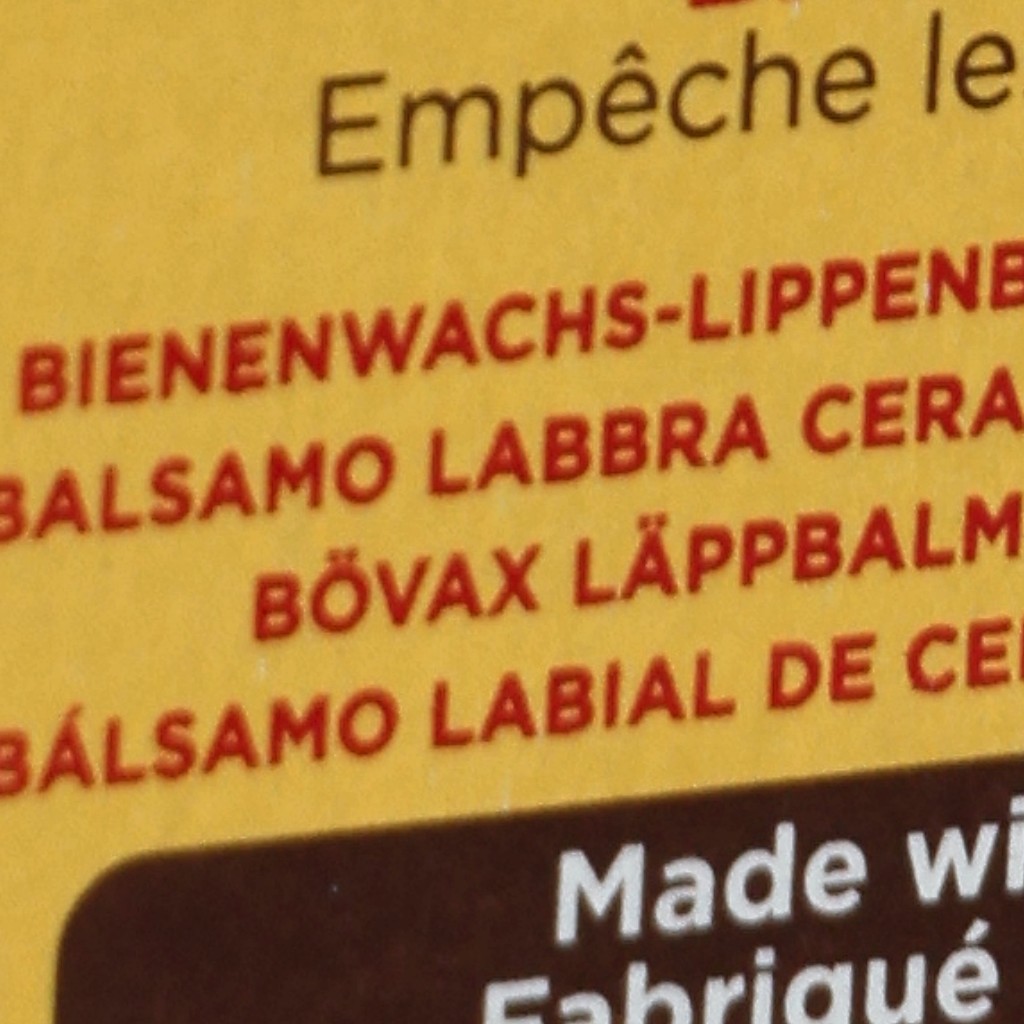 Empêche le
BIENENWACHS-LIPPENB
BALSAMO LABBRA CERA
BÖVAX LÄPPBALM
BÁLSAMO LABIAL DE CE
Made wi
Fabriqué